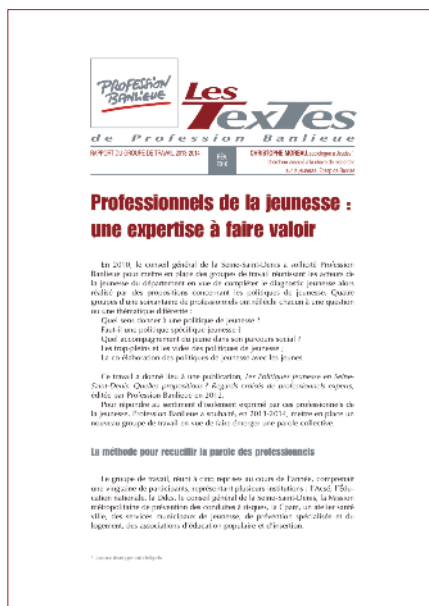 PROFESSION
BANLIEUE
Les
TexTes
de Profession Banlieue
RAPPORT DU GROUPE DE TRAVAIL 2013-2014
CHRISTOPHE MOREAU
Professionnels de la jeunesse :
une expertise à faire valoir
En 2010, le conseil général de la Seine-Saint-Denis a sollicité Profession
Banlieue pour mettre en place des groupes de travail réunissant les acteurs de
la jeunesse du département en vue de compléter le diagnostic jeunesse alors
réalisé par des propositions concernant les politiques de jeunesse. Quatre
groupes d'une soixantaine de professionnels ont réfléchi chacun à une question
ou une thématique différente :
Quel sens donner à une politique de jeunesse ?
Faut-il une politique spécifique jeunesse ?
Quel accompagnement du jeune dans son parcours social ?
Les trop-pleins et les vides des politiques de jeunesse ;
La co-élaboration des politiques de jeunesse avec les jeunes.
Ce travail a donné lieu à une publication, Les Politiques jeunesse en Seine-
Saint-Denis. Quelles propositions ? Regards croisés de professionnels experts,
éditée par Profession Banlieue en 2012.
Pour répondre au sentiment d'isolement exprimé par ces professionnels de
la jeunesse, Profession Banlieue a souhaité, en 2013-2014, mettre en place un
nouveau groupe de travail en vue de faire émerger une parole collective.
La méthode pour recueillir la parole des professionnels
Le groupe de travail, réuni à cinq reprises au cours de l'année, comprenait
une vingtaine de participants, représentant plusieurs institutions : l'Acsé, l'Édu-
cation nationale, la Ddcs, le conseil général de la Seine-Saint-Denis, la Mission
métropolitaine de prévention des conduites à risques, la Cpam, un atelier santé
ville, des services municipaux de jeunesse, de prévention spécialisée et du
logement, des associations d'éducation populaire et d'insertion.